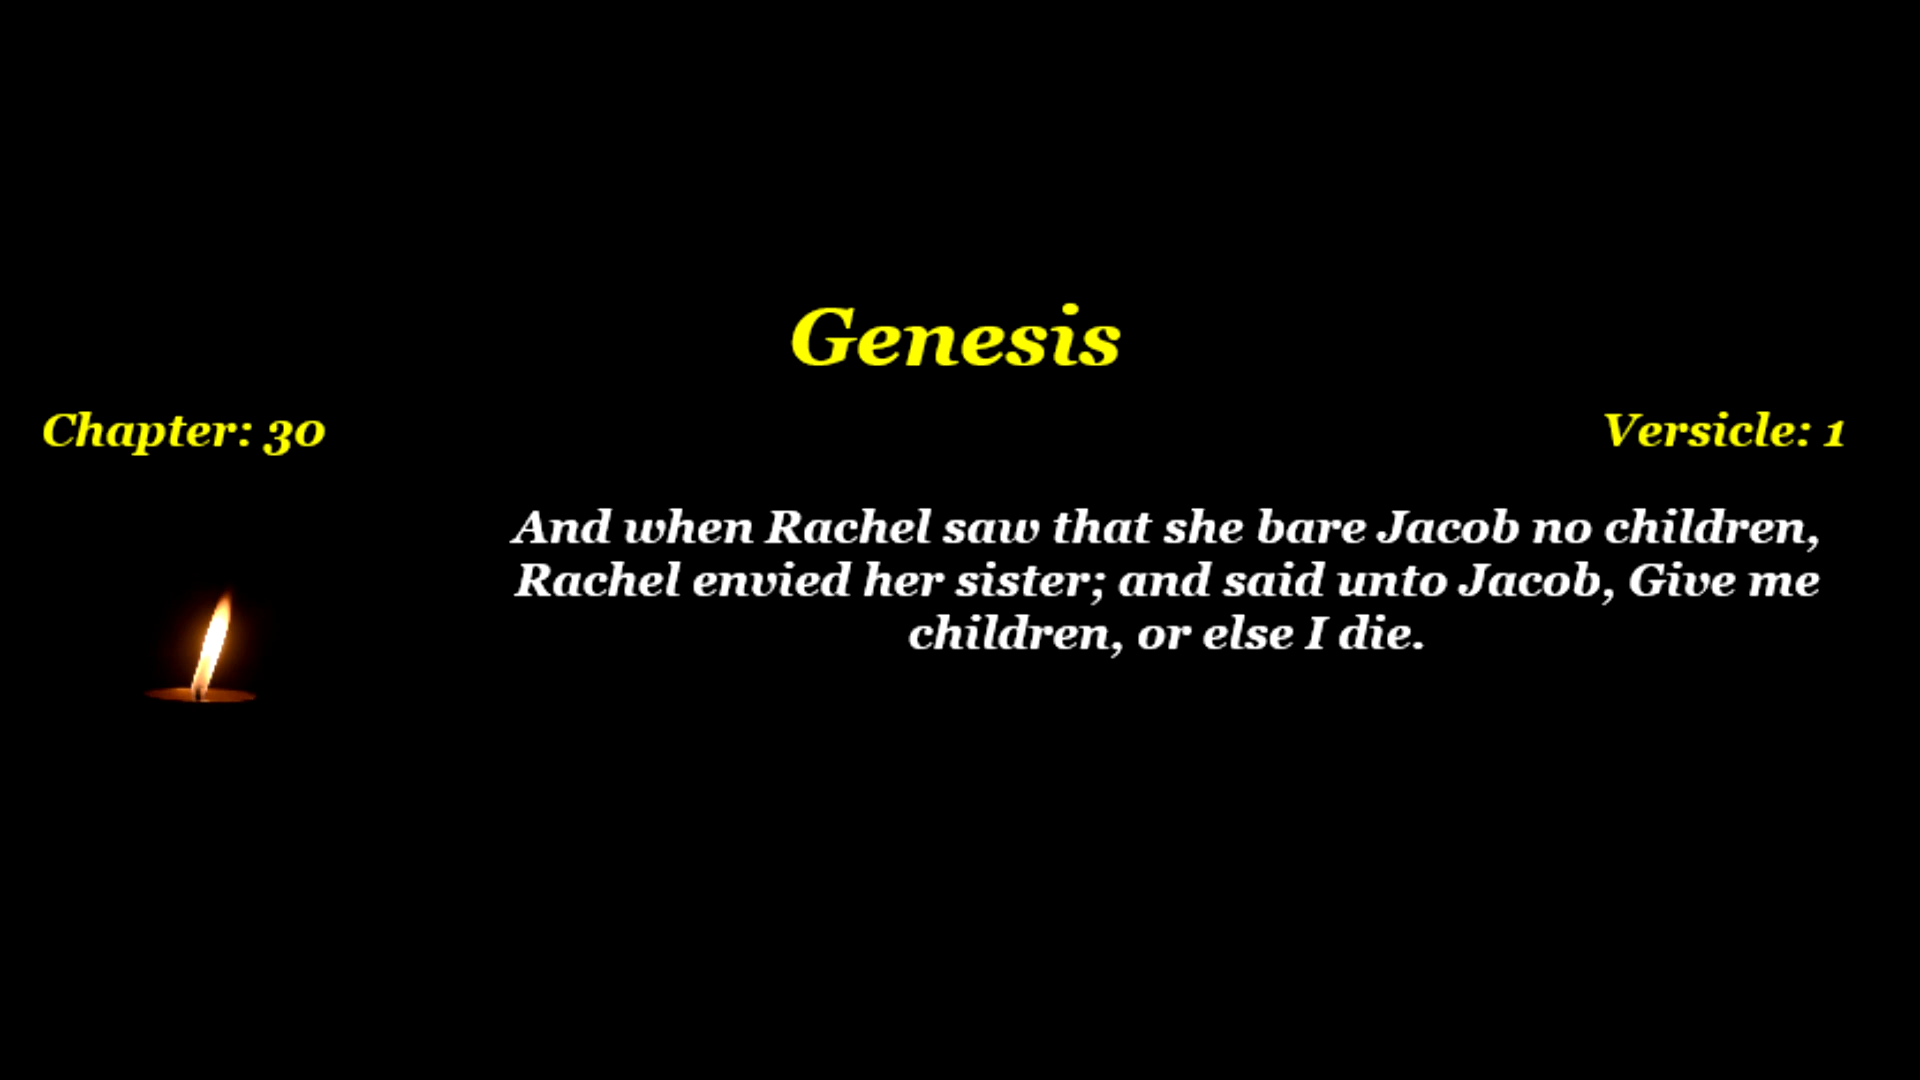 Genesis
Chapter: 30
Versicle: 1
And when Rachel saw that she bare Jacob no children,
Rachel envied her sister; and said unto Jacob, Give me
children, or else I die.